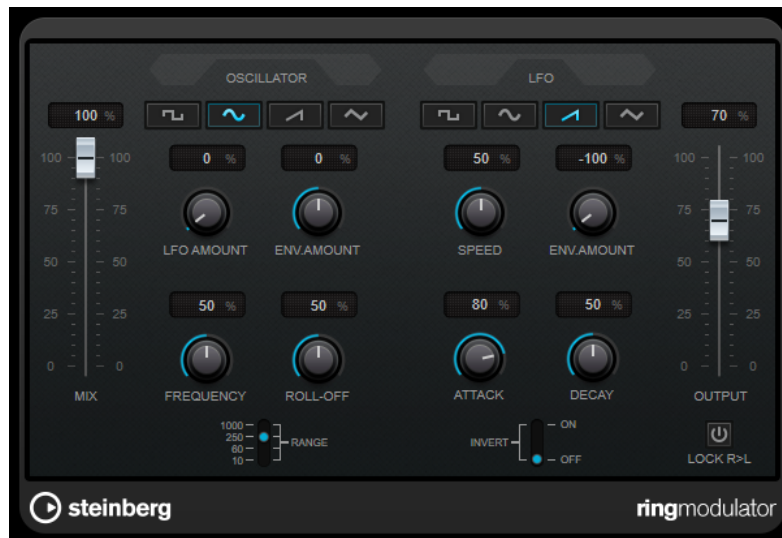 OSCILLATOR LFO
100 % 70 %
0 % 0 % 50 % -100 %
100 100 100 100
75 75 75 75
LFO AMOUNT ENV.AMOUNT SPEED ENV.AMOUNT
50 50 50 50
50 % 50 % 80 % 50 %
25 25 25 25
0 0 0 0
MIX FREQUENCY ROLL-OFF ATTACK DECAY OUTPUT
1000 ON
250
RANGE INVERT
60
10 OFF
LOCK R>L
steinberg ringmodulator